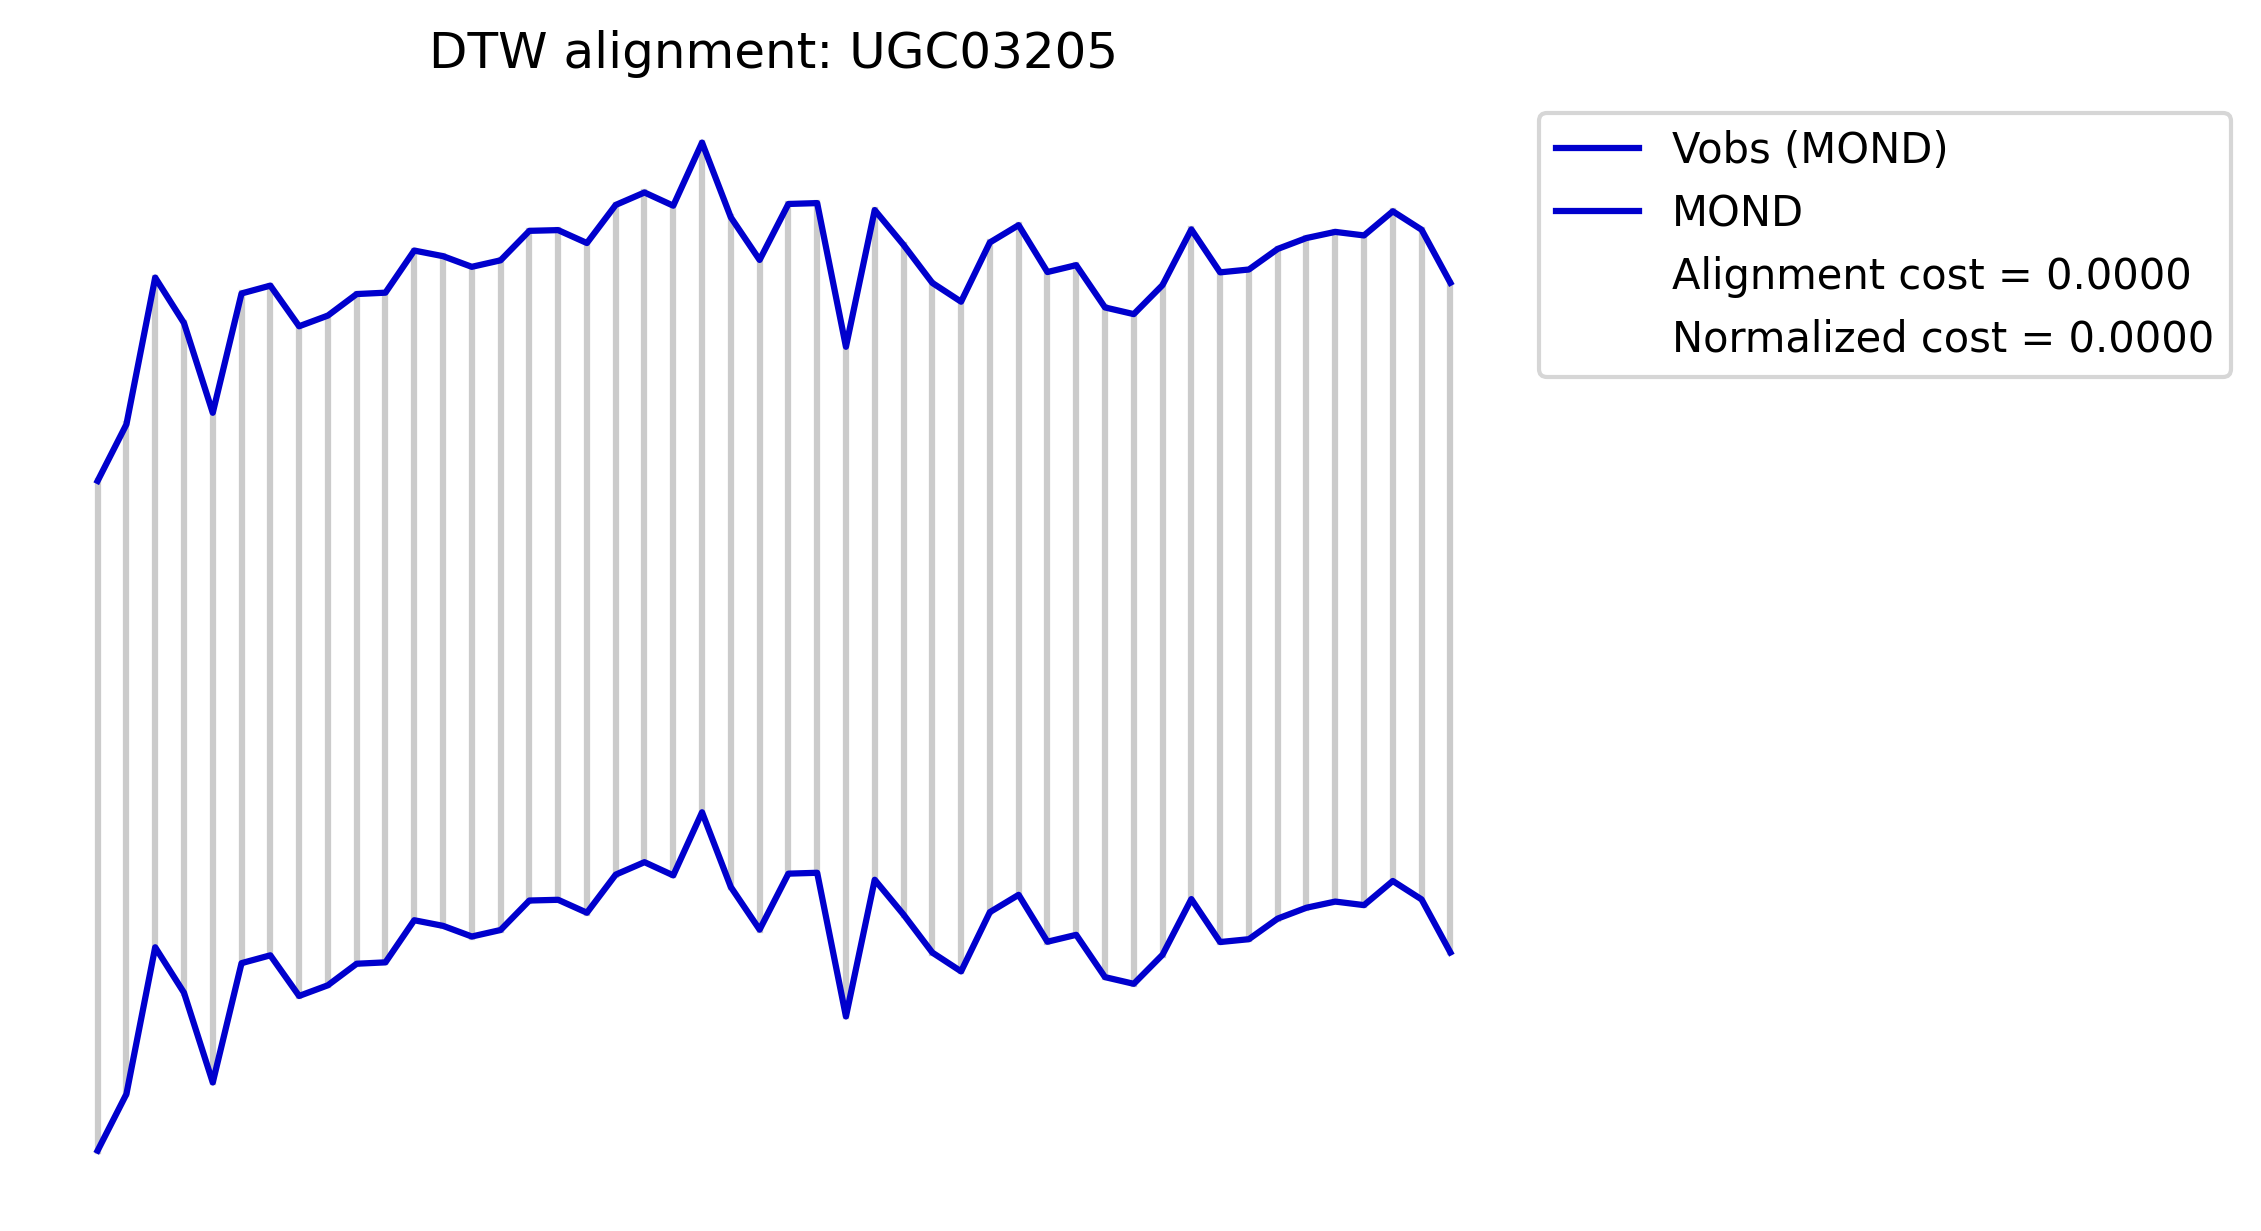 DTW alignment: UGC03205
Vobs (MOND)
MOND
Alignment cost = 0.0000
Normalized cost = 0.0000